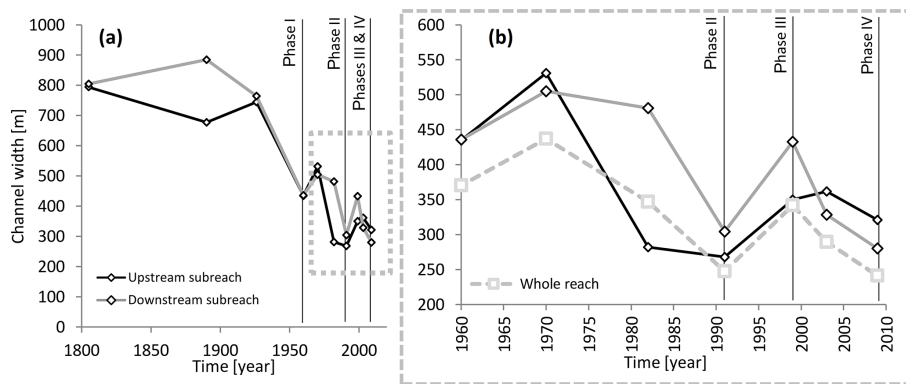 (a)
Channel width [m]
1000
900
800
700
600
500
400
300
200
100
0
1800
1850
1900
1950
2000
Time [year]
Phase I
Phase II
Phases III & IV
Upstream subreach
Downstream subreach
(b)
600
550
500
450
400
350
300
250
200
1960
1965
1970
1975
1980
1985
1990
1995
2000
2005
2010
Time [year]
Phase II
Phase III
Phase IV
Whole reach